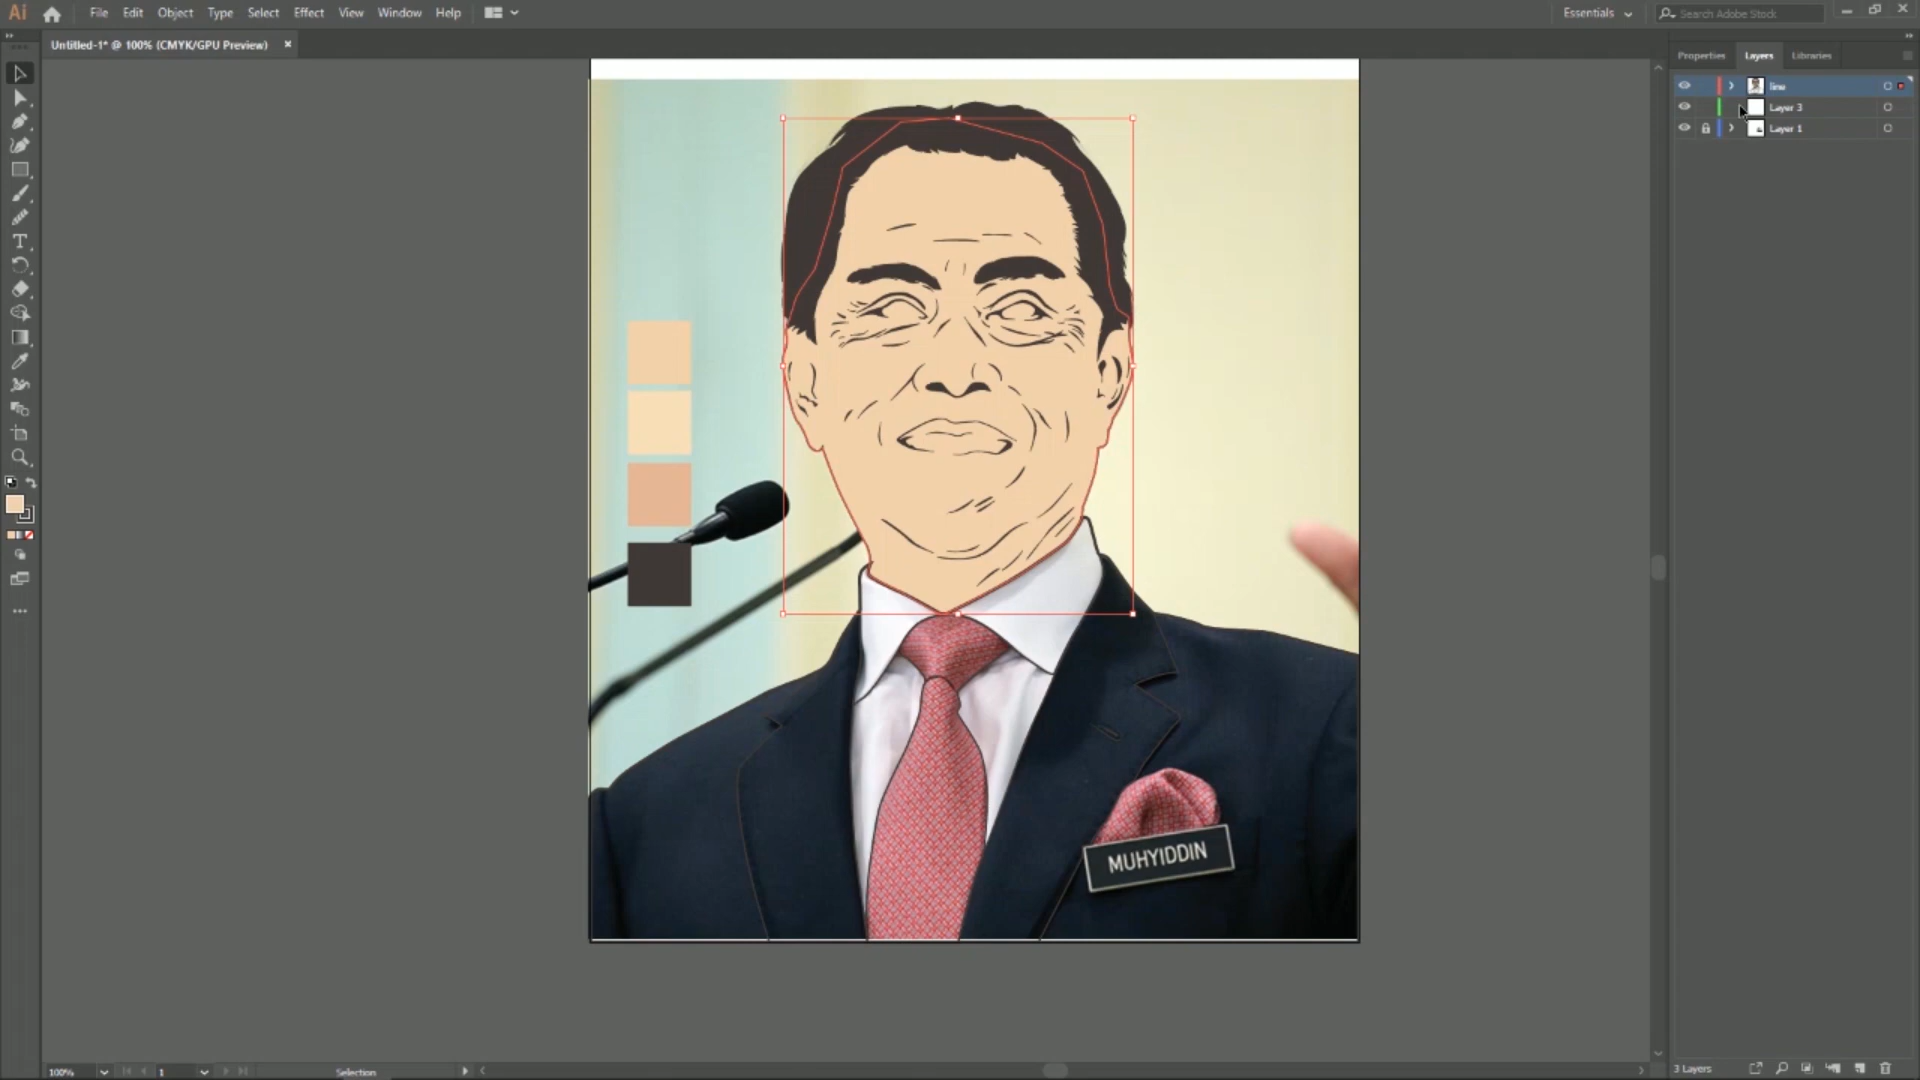 Ai File Edit Object Type Select Effect View Window Help Essentials Search Adobe Stock
Untitled-1* @ 100% (CMYK/GPU Preview) ×
Properties Layers Libraries
line
Layer 3
Layer 1
T
MUHYIDDIN
100% 1 Selection 3 Layers